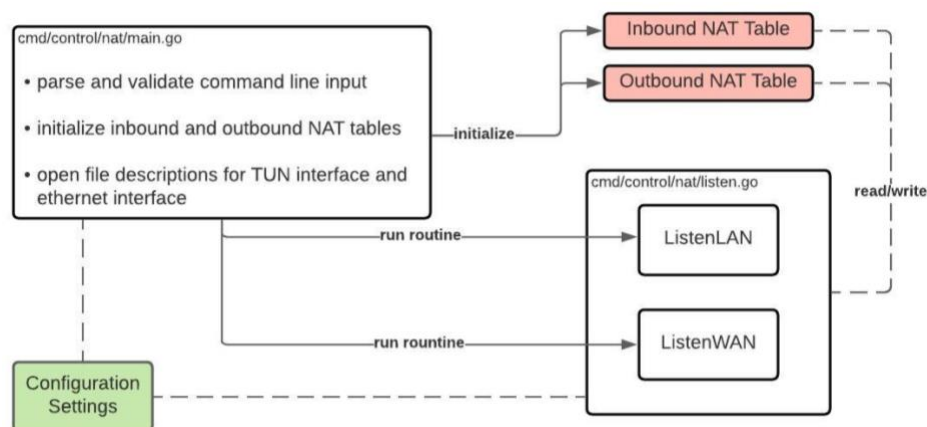 cmd/control/nat/main.go
• parse and validate command line input
• initialize inbound and outbound NAT tables
• open file descriptions for TUN interface and
ethernet interface
initialize
Inbound NAT Table
Outbound NAT Table
read/write
cmd/control/nat/listen.go
ListenLAN
ListenWAN
run routine
run rountine
Configuration
Settings